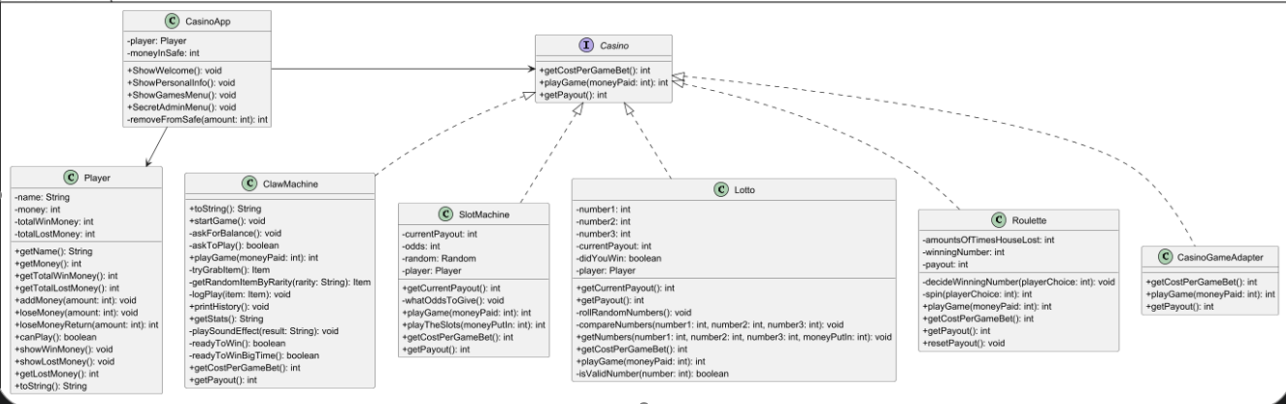 C CasinoApp
-player: Player
-moneyInSafe: int
+ShowWelcome(): void
+ShowPersonalInfo(): void
+ShowGamesMenu(): void
+SecretAdminMenu(): void
-removeFromSafe(amount: int): int
I Casino
+getCostPerGameBet(): int
+playGame(moneyPaid: int): int
+getPayout(): int
C Player
-name: String
-money: int
-totalWinMoney: int
-totalLostMoney: int
+getName(): String
+getMoney(): int
+getTotalWinMoney(): int
+getTotalLostMoney(): int
+addMoney(amount: int): void
+loseMoney(amount: int): void
+loseMoneyReturn(amount: int): int
+canPlay(): boolean
+showWinMoney(): void
+showLostMoney(): void
+getLostMoney(): int
+toString(): String
C ClawMachine
+toString(): String
+startGame(): void
-askForBalance(): void
-askToPlay(): boolean
+playGame(moneyPaid: int): int
-tryGrabItem(): Item
-getRandomItemByRarity(rarity: String): Item
-logPlay(item: Item): void
+printHistory(): void
+getStats(): String
-playSoundEffect(result: String): void
-readyToWin(): boolean
-readyToWinBigTime(): boolean
+getCostPerGameBet(): int
+getPayout(): int
C SlotMachine
-currentPayout: int
-odds: int
-random: Random
-player: Player
+getCurrentPayout(): int
-whatOddsToGive(): void
+playGame(moneyPaid: int): int
+playTheSlots(moneyPutIn: int): int
+getCostPerGameBet(): int
+getPayout(): int
C Lotto
-number1: int
-number2: int
-number3: int
-currentPayout: int
-didYouWin: boolean
-player: Player
+getCurrentPayout(): int
+getPayout(): int
-rollRandomNumbers(): void
-compareNumbers(number1: int, number2: int, number3: int): void
+getNumbers(number1: int, number2: int, number3: int, moneyPutIn: int): void
+getCostPerGameBet(): int
+playGame(moneyPaid: int): int
-isValidNumber(number: int): boolean
C Roulette
-amountsOfTimesHouseLost: int
-winningNumber: int
-payout: int
-decideWinningNumber(playerChoice: int): void
-spin(playerChoice: int): int
+playGame(moneyPaid: int): int
+getCostPerGameBet(): int
+getPayout(): int
+resetPayout(): void
C CasinoGameAdapter
+getCostPerGameBet(): int
+playGame(moneyPaid: int): int
+getPayout(): int